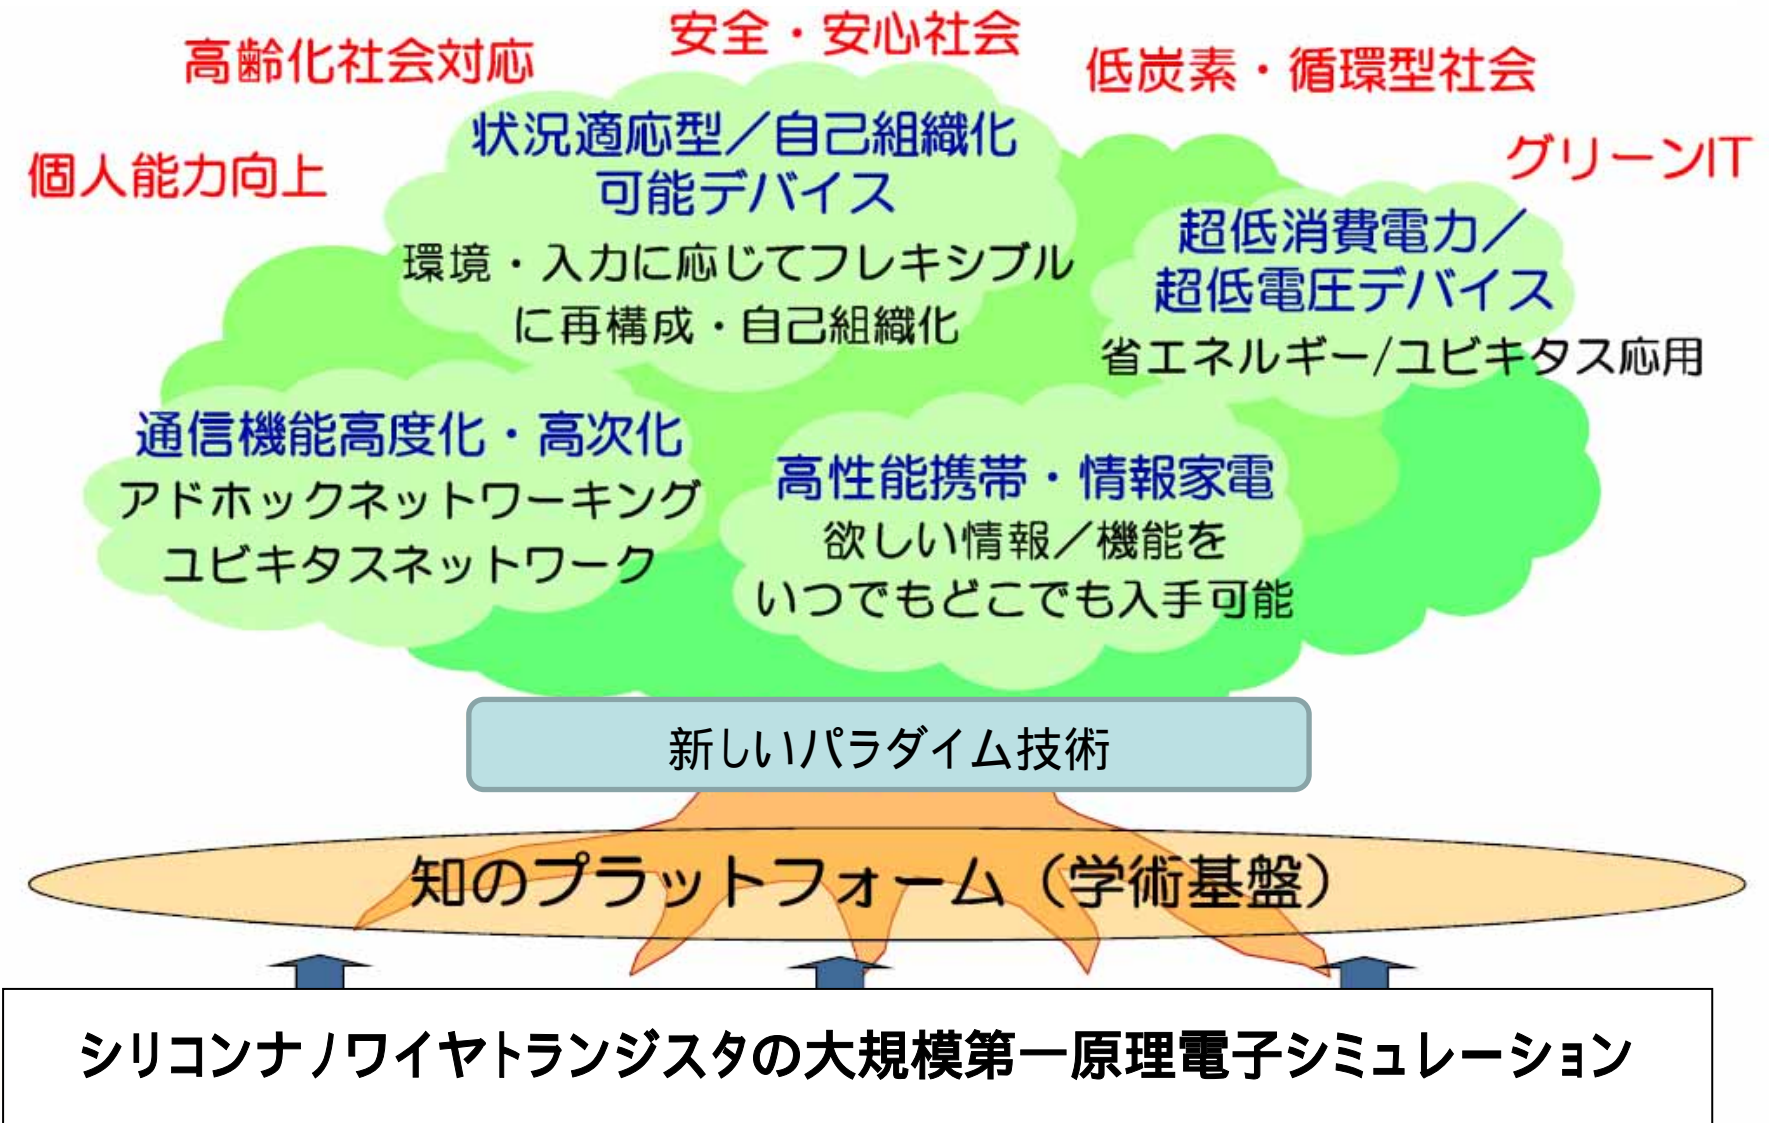 安全・安心社会
高齢化社会対応
低炭素・循環型社会
個人能力向上
グリーンIT
状況適応型／自己組織化
可能デバイス
環境・入力に応じてフレキシブル
に再構成・自己組織化
超低消費電力／
超低電圧デバイス
省エネルギー/ユビキタス応用
通信機能高度化・高次化
アドホックネットワーキング
ユビキタスネットワーク
高性能携帯・情報家電
欲しい情報／機能を
いつでもどこでも入手可能
新しいパラダイム技術
知のプラットフォーム（学術基盤）
シリコンナノワイヤトランジスタの大規模第一原理電子シミュレーション